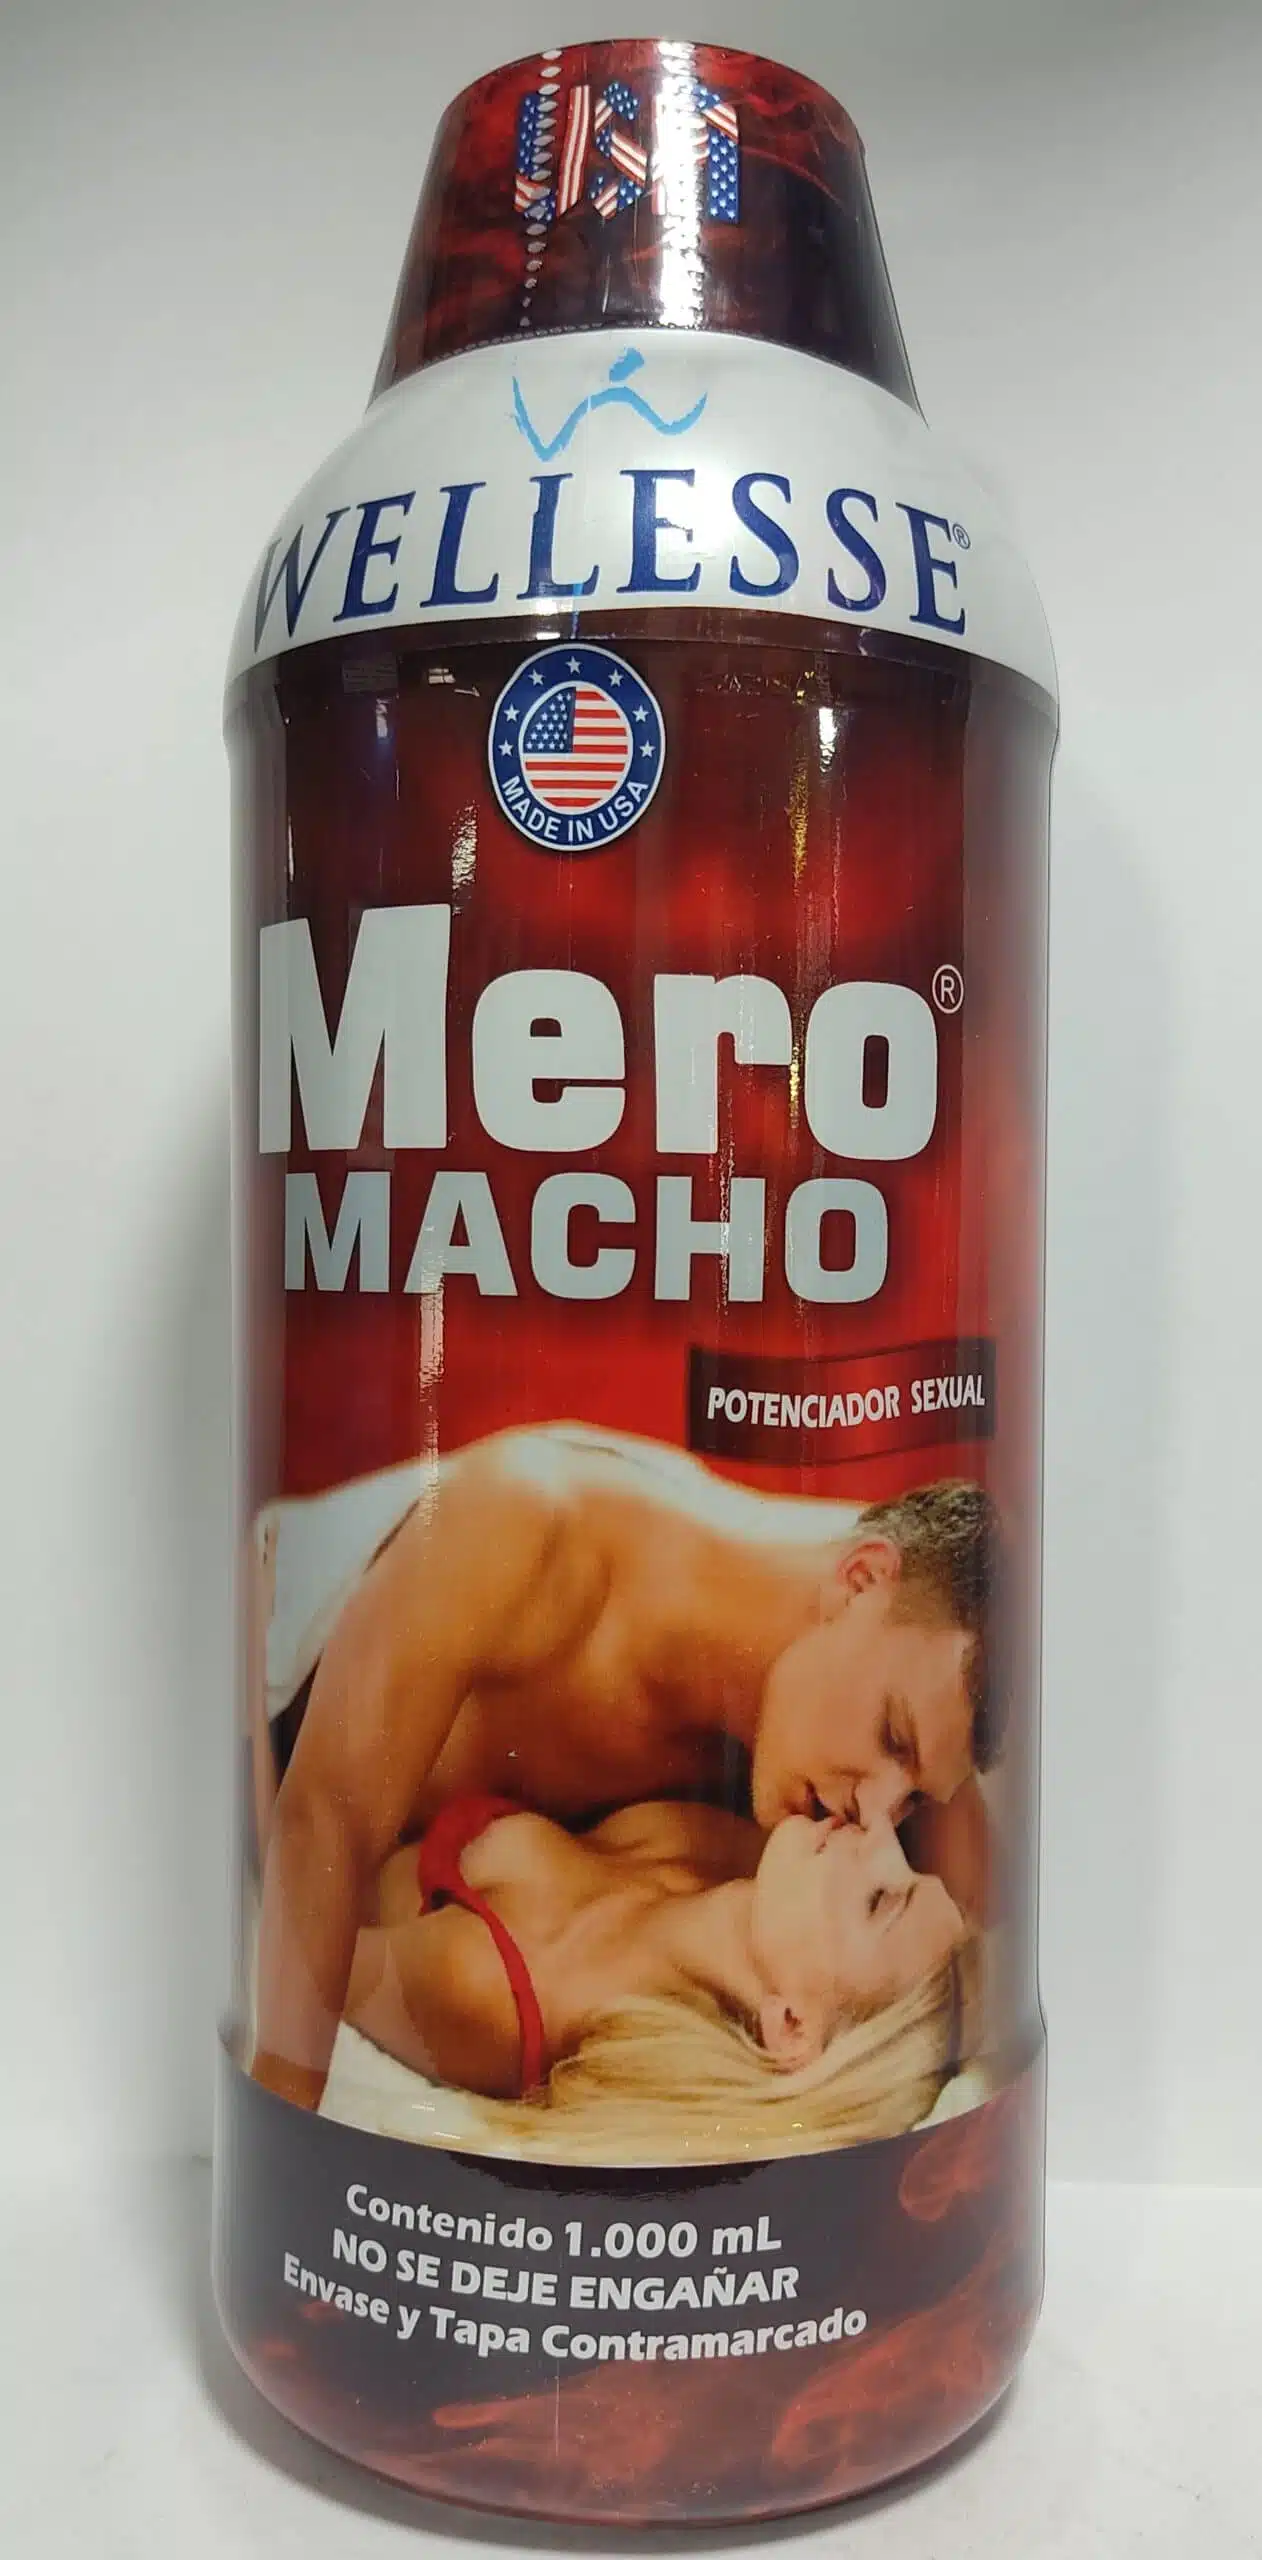 USA
WELLESSE®
MADE IN USA
Mero®
MACHO
POTENCIADOR SEXUAL
Contenido 1.000 mL
NO SE DEJE ENGAÑAR
Envase y Tapa Contramarcado